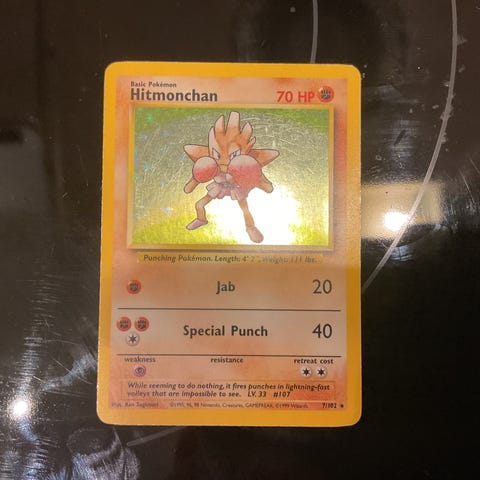 Basic Pokémon
Hitmonchan 70 HP
Punching Pokémon. Length: 4' 7", Weight: 111 lbs.
Jab 20
Special Punch 40
weakness resistance retreat cost
While seeming to do nothing, it fires punches in lightning-fast
volleys that are impossible to see. LV. 33 #107
Illus. Ken Sugimori ©1995, 96, 98 Nintendo, Creatures, GAMEFREAK. ©1999 Wizards. 7/102